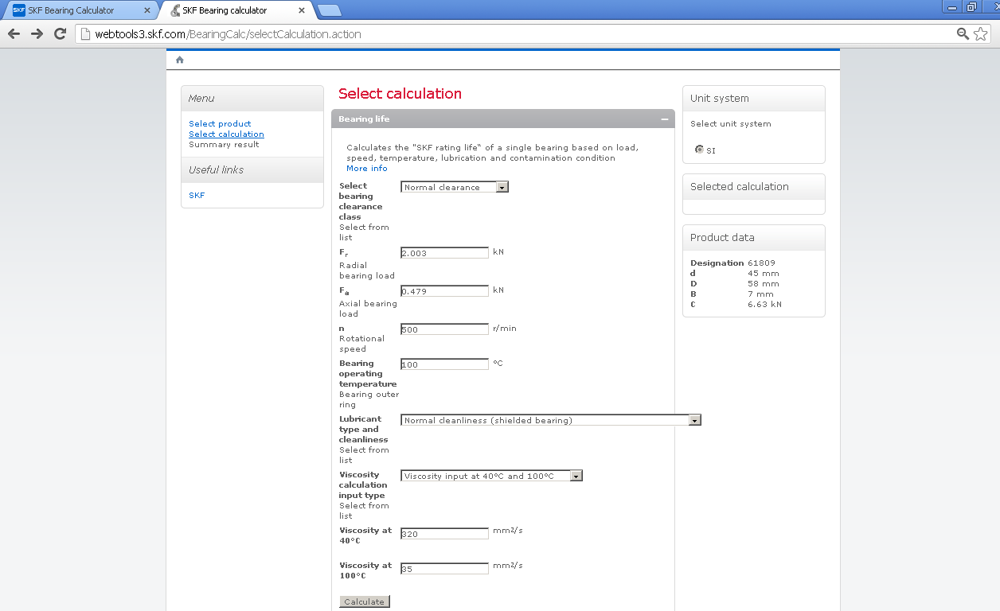 SKF SKF Bearing Calculator
SKF Bearing calculator
webtools3.skf.com/BearingCalc/selectCalculation.action
Menu
Select product
Select calculation
Summary result
Useful links
SKF
Select calculation
Bearing life
Calculates the "SKF rating life" of a single bearing based on load,
speed, temperature, lubrication and contamination condition
More info
Select
bearing
clearance
class
Select from
list
Normal clearance
Fr
2.003 kN
Radial
bearing load
Fa
0.479 kN
Axial bearing
load
n
500 r/min
Rotational
speed
Bearing
operating
temperature
100 °C
Bearing outer
ring
Lubricant
type and
cleanliness
Select from
list
Normal cleanliness (shielded bearing)
Viscosity
calculation
input type
Select from
list
Viscosity input at 40°C and 100°C
Viscosity at
40°C
320 mm²/s
Viscosity at
100°C
35 mm²/s
Calculate
Unit system
Select unit system
SI
Selected calculation
Product data
Designation 61809
d 45 mm
D 58 mm
B 7 mm
C 6.63 kN